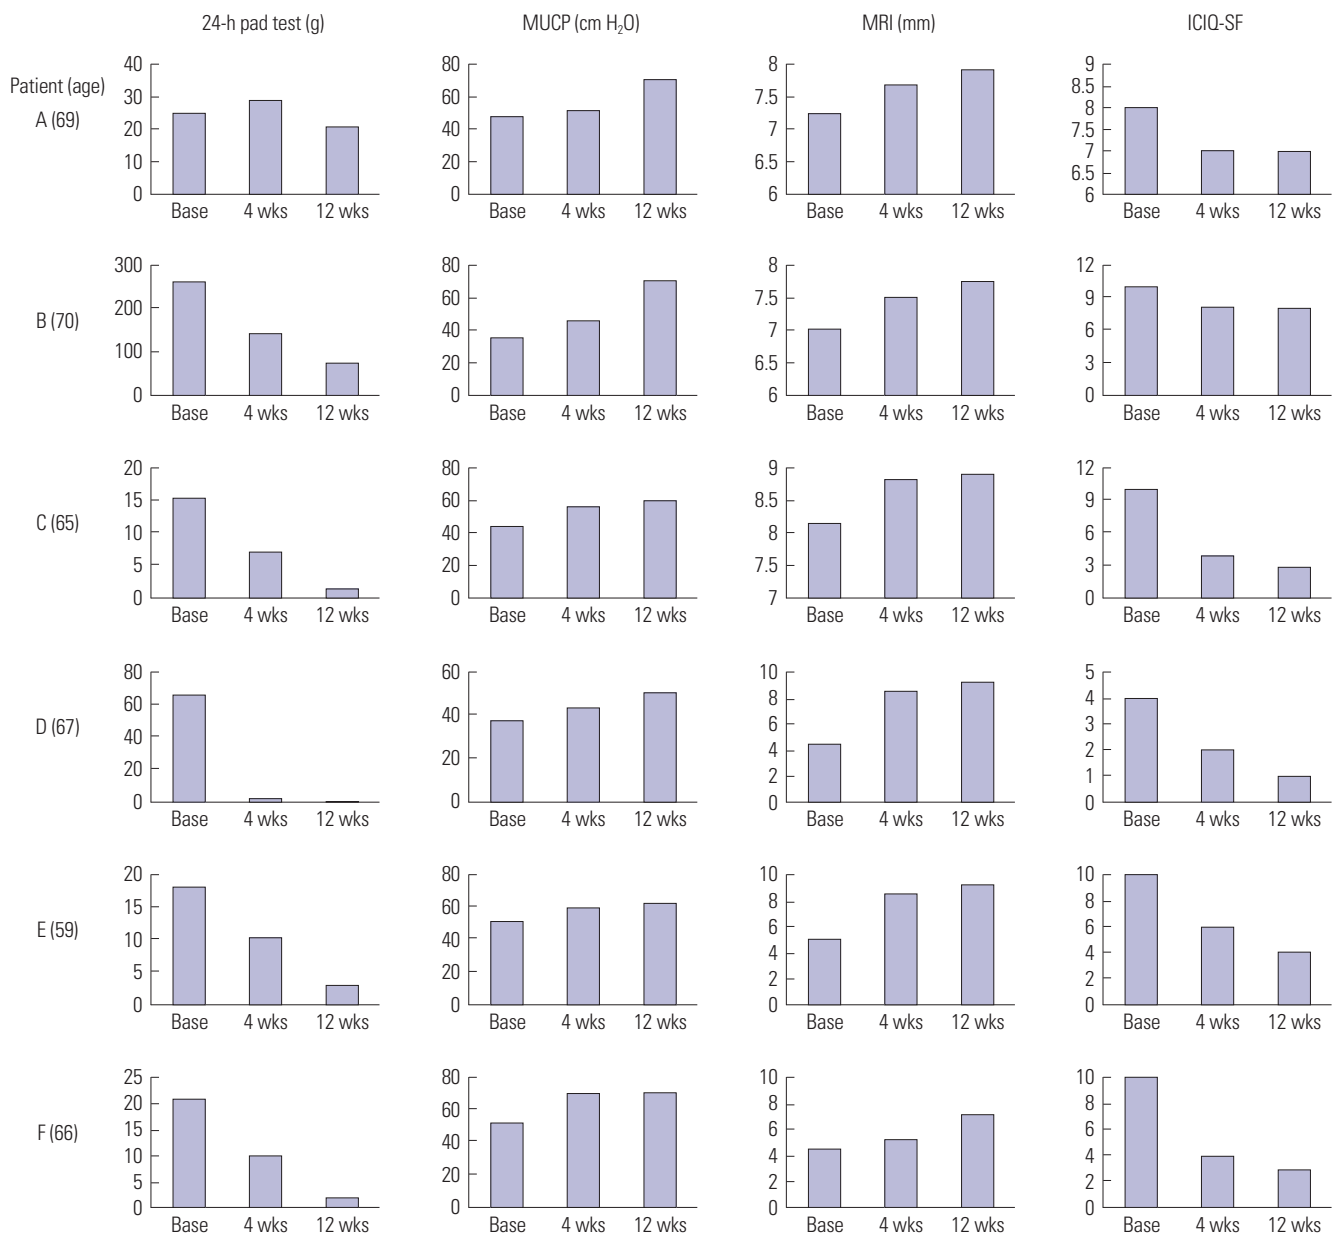 24-h pad test (g) MUCP (cm H₂O) MRI (mm) ICIQ-SF
Patient (age)
A (69)
40 30 20 10 0
Base 4 wks 12 wks
80 60 40 20 0
Base 4 wks 12 wks
8 7.5 7 6.5 6
Base 4 wks 12 wks
9 8.5 8 7.5 7 6.5 6
Base 4 wks 12 wks
B (70)
300 200 100 0
Base 4 wks 12 wks
80 60 40 20 0
Base 4 wks 12 wks
8 7.5 7 6.5 6
Base 4 wks 12 wks
12 9 6 3 0
Base 4 wks 12 wks
C (65)
20 15 10 5 0
Base 4 wks 12 wks
80 60 40 20 0
Base 4 wks 12 wks
9 8.5 8 7.5 7
Base 4 wks 12 wks
12 9 6 3 0
Base 4 wks 12 wks
D (67)
80 60 40 20 0
Base 4 wks 12 wks
60 40 20 0
Base 4 wks 12 wks
10 8 6 4 2 0
Base 4 wks 12 wks
5 4 3 2 1 0
Base 4 wks 12 wks
E (59)
20 15 10 5 0
Base 4 wks 12 wks
80 60 40 20 0
Base 4 wks 12 wks
10 8 6 4 2 0
Base 4 wks 12 wks
10 8 6 4 2 0
Base 4 wks 12 wks
F (66)
25 20 15 10 5 0
Base 4 wks 12 wks
80 60 40 20 0
Base 4 wks 12 wks
10 8 6 4 2 0
Base 4 wks 12 wks
10 8 6 4 2 0
Base 4 wks 12 wks